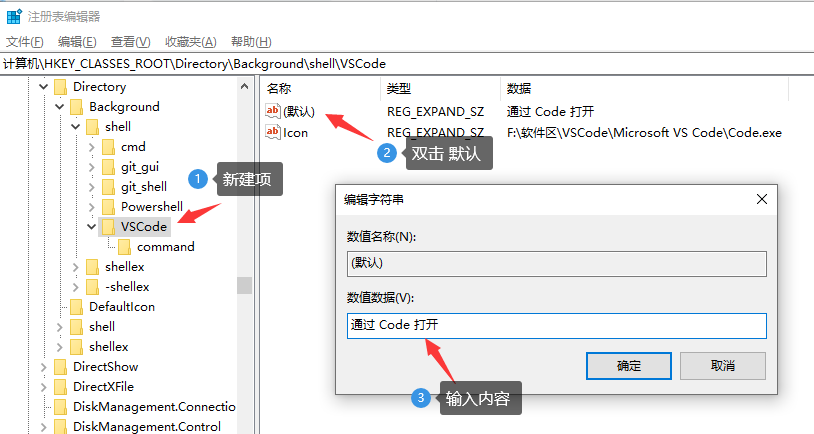 注册表编辑器
文件(F) 编辑(E) 查看(V) 收藏夹(A) 帮助(H)
计算机\HKEY_CLASSES_ROOT\Directory\Background\shell\VSCode
Directory
Background
shell
cmd
git_gui
git_shell
Powershell
VSCode
command
shellex
-shellex
DefaultIcon
shell
shellex
DirectShow
DirectXFile
DiskManagement.Connectio
DiskManagement.Control
1 新建项
名称 类型 数据
ab (默认) REG_EXPAND_SZ 通过 Code 打开
ab Icon REG_EXPAND_SZ F:\软件区\VSCode\Microsoft VS Code\Code.exe
2 双击 默认
编辑字符串
数值名称(N):
(默认)
数值数据(V):
通过 Code 打开
确定 取消
3 输入内容